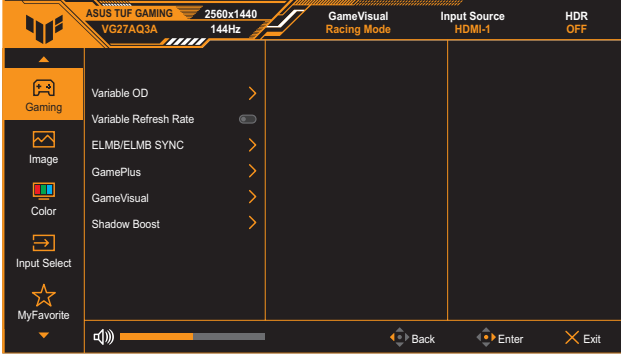 ASUS TUF GAMING 2560x1440 GameVisual Input Source HDR
VG27AQ3A 144Hz Racing Mode HDMI-1 OFF
Gaming
Image
Color
Input Select
MyFavorite
Variable OD
Variable Refresh Rate
ELMB/ELMB SYNC
GamePlus
GameVisual
Shadow Boost
Back Enter Exit